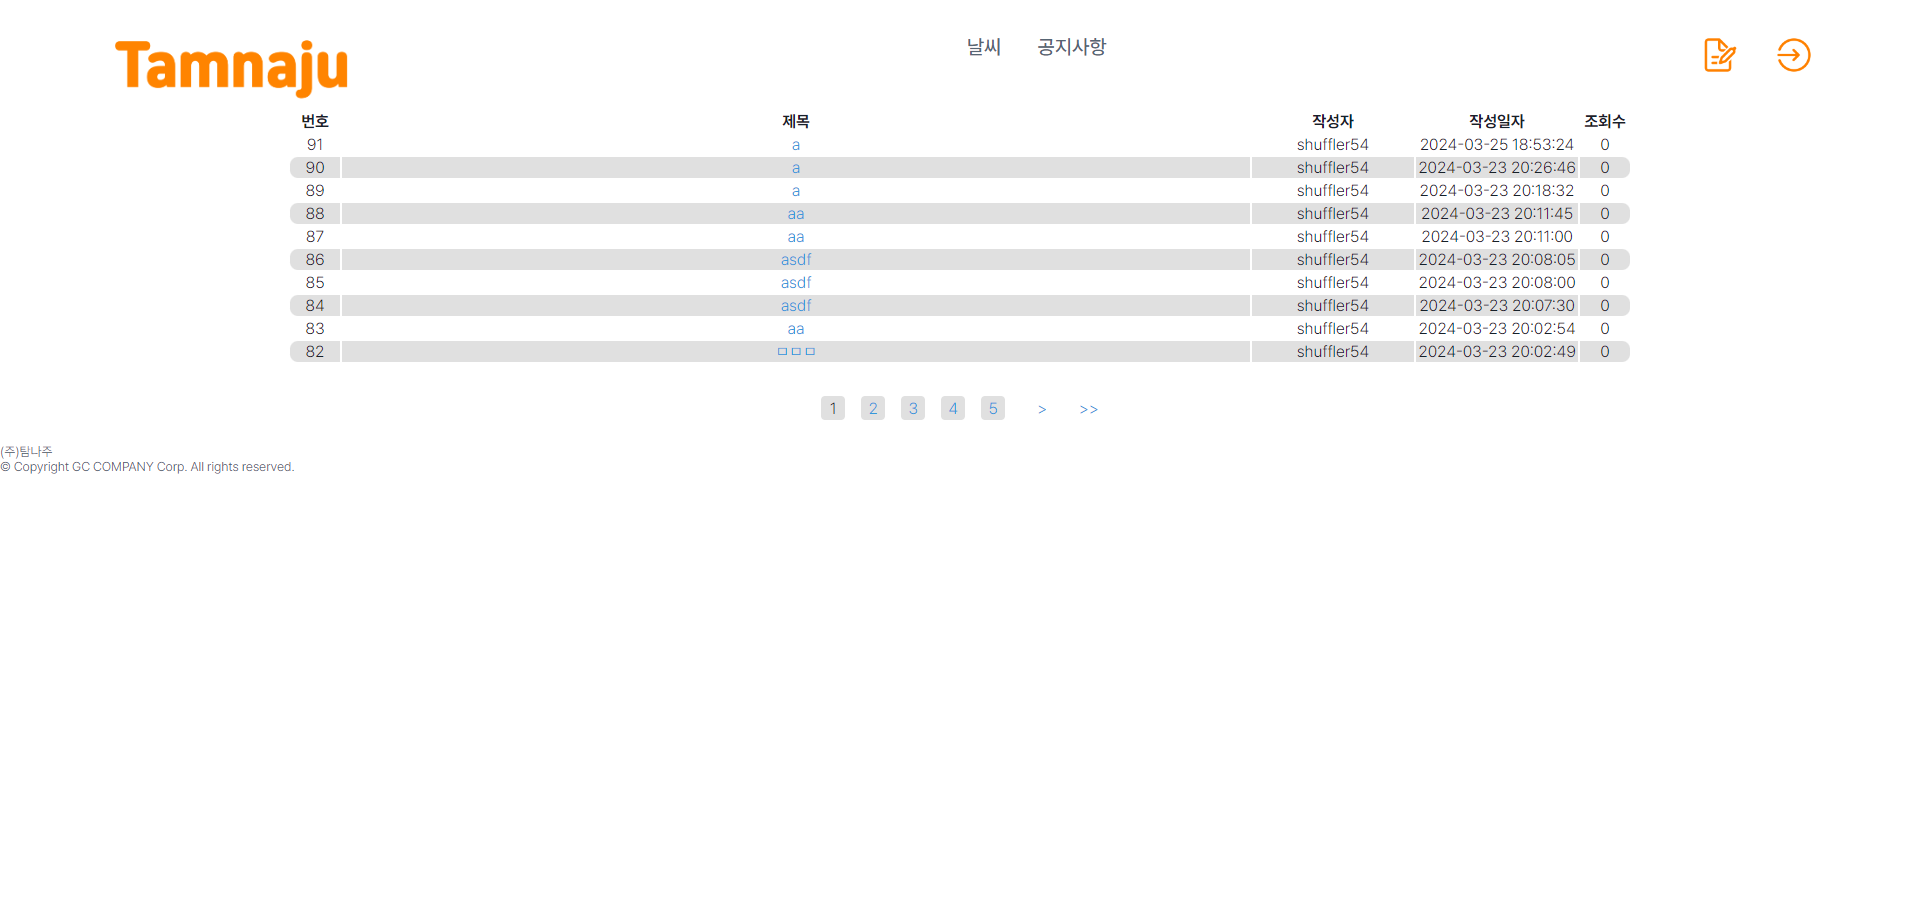 Tamnaju
날씨 공지사항
번호 제목 작성자 작성일자 조회수
91 a shuffler54 2024-03-25 18:53:24 0
90 a shuffler54 2024-03-23 20:26:46 0
89 a shuffler54 2024-03-23 20:18:32 0
88 aa shuffler54 2024-03-23 20:11:45 0
87 aa shuffler54 2024-03-23 20:11:00 0
86 asdf shuffler54 2024-03-23 20:08:05 0
85 asdf shuffler54 2024-03-23 20:08:00 0
84 asdf shuffler54 2024-03-23 20:07:30 0
83 aa shuffler54 2024-03-23 20:02:54 0
82 ㅁㅁㅁ shuffler54 2024-03-23 20:02:49 0
1 2 3 4 5 > >>
(주)탐나주
© Copyright GC COMPANY Corp. All rights reserved.